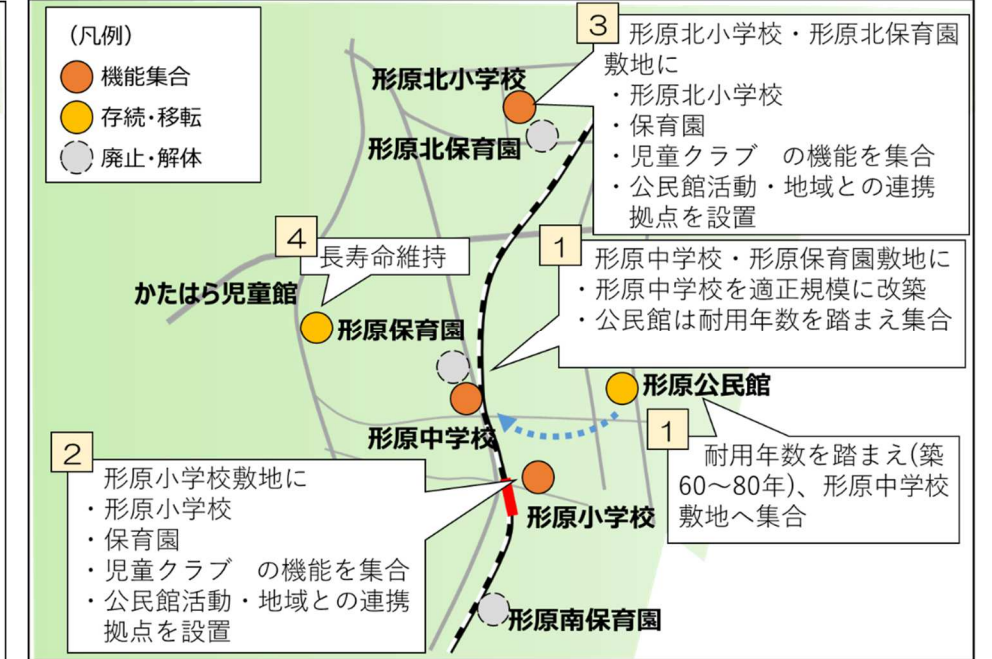 （凡例）
機能集合
存続・移転
廃止・解体
3
形原北小学校・形原北保育園
敷地に
・形原北小学校
・保育園
・児童クラブ　の機能を集合
・公民館活動・地域との連携
拠点を設置
形原北小学校
形原北保育園
4
長寿命維持
かたはら児童館
形原保育園
1
形原中学校・形原保育園敷地に
・形原中学校を適正規模に改築
・公民館は耐用年数を踏まえ集合
形原公民館
形原中学校
1
耐用年数を踏まえ(築
60～80年)、形原中学校
敷地へ集合
2
形原小学校敷地に
・形原小学校
・保育園
・児童クラブ　の機能を集合
・公民館活動・地域との連携
拠点を設置
形原小学校
形原南保育園